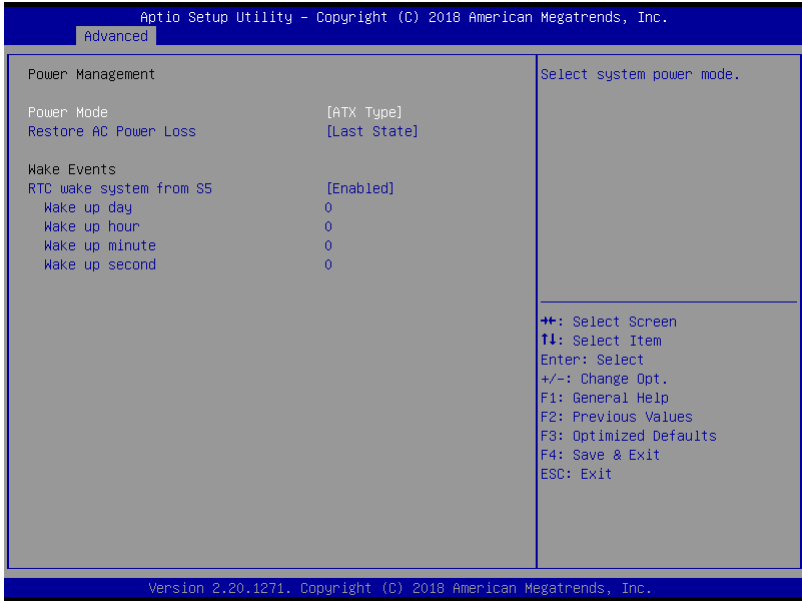 Aptio Setup Utility – Copyright (C) 2018 American Megatrends, Inc.
Advanced
Power Management
Power Mode [ATX Type]
Restore AC Power Loss [Last State]
Wake Events
RTC wake system from S5 [Enabled]
Wake up day 0
Wake up hour 0
Wake up minute 0
Wake up second 0
Select system power mode.
→←: Select Screen
↑↓: Select Item
Enter: Select
+/-: Change Opt.
F1: General Help
F2: Previous Values
F3: Optimized Defaults
F4: Save & Exit
ESC: Exit
Version 2.20.1271. Copyright (C) 2018 American Megatrends, Inc.